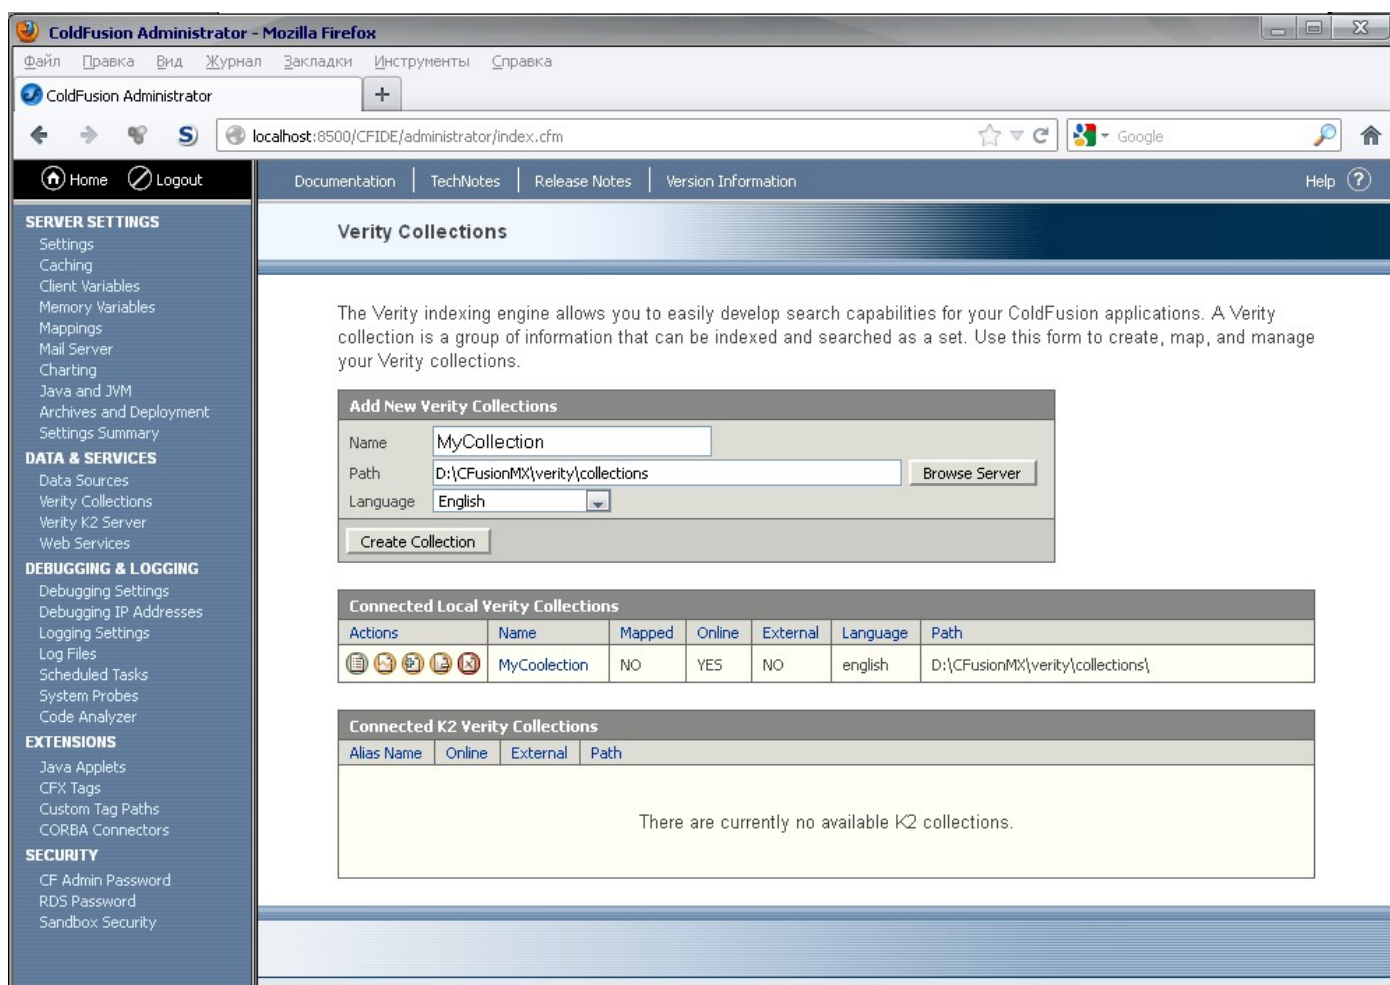 ColdFusion Administrator - Mozilla Firefox
Файл Правка Вид Журнал Закладки Инструменты Справка
ColdFusion Administrator +
localhost:8500/CFIDE/administrator/index.cfm Google
Home Logout Documentation TechNotes Release Notes Version Information Help ?
SERVER SETTINGS
Settings
Caching
Client Variables
Memory Variables
Mappings
Mail Server
Charting
Java and JVM
Archives and Deployment
Settings Summary
DATA & SERVICES
Data Sources
Verity Collections
Verity K2 Server
Web Services
DEBUGGING & LOGGING
Debugging Settings
Debugging IP Addresses
Logging Settings
Log Files
Scheduled Tasks
System Probes
Code Analyzer
EXTENSIONS
Java Applets
CFX Tags
Custom Tag Paths
CORBA Connectors
SECURITY
CF Admin Password
RDS Password
Sandbox Security
Verity Collections
The Verity indexing engine allows you to easily develop search capabilities for your ColdFusion applications. A Verity
collection is a group of information that can be indexed and searched as a set. Use this form to create, map, and manage
your Verity collections.
Add New Verity Collections
Name MyCollection
Path D:\CFusionMX\verity\collections Browse Server
Language English
Create Collection
Connected Local Verity Collections
Actions Name Mapped Online External Language Path
MyCoolection NO YES NO english D:\CFusionMX\verity\collections\
Connected K2 Verity Collections
Alias Name Online External Path
There are currently no available K2 collections.